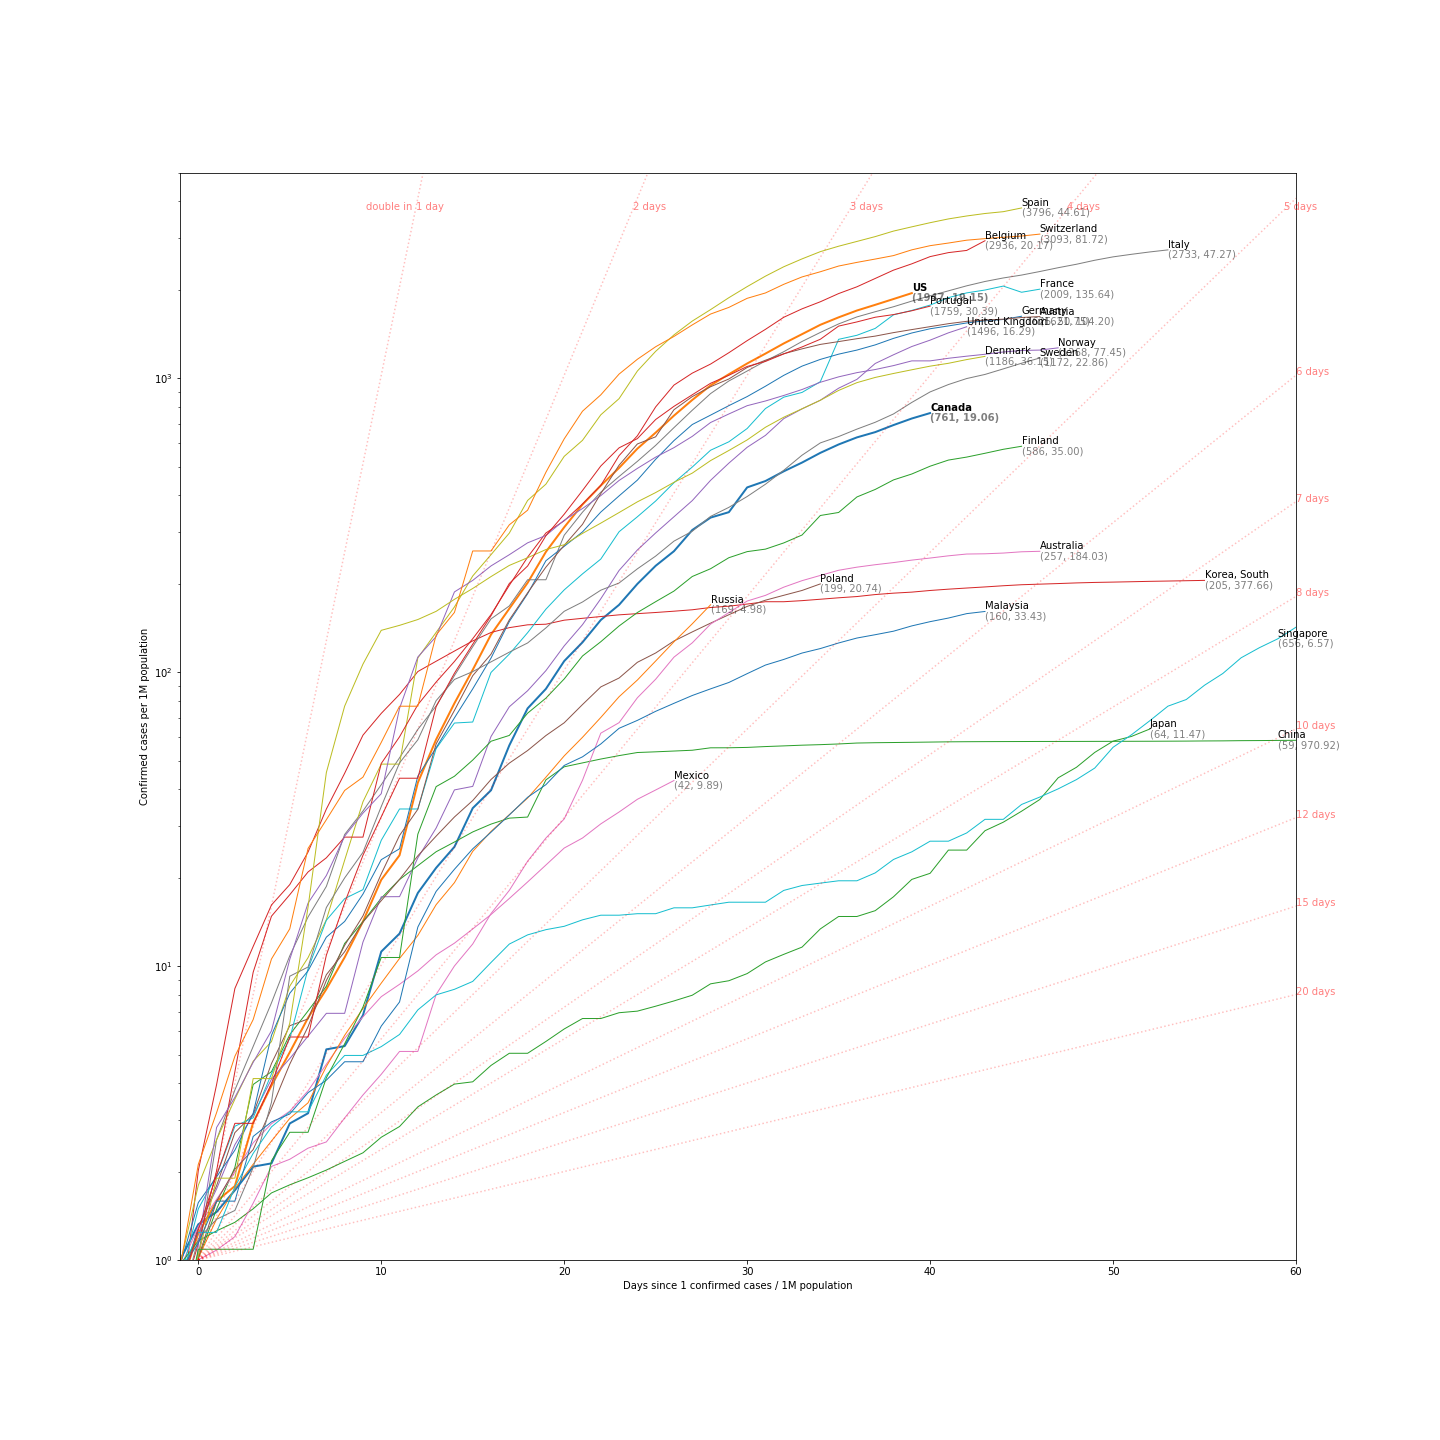 double in 1 day
2 days
3 days
4 days
5 days
Spain
(3796, 44.61)
Switzerland
(3093, 81.72)
Belgium
(2936, 20.17)
Italy
(2733, 47.27)
US
France
(2009, 135.64)
Portugal
(1759, 30.39)
Germany
Austria
United Kingdom
(1496, 16.29)
Norway
Denmark
(1186, 36.15)
Sweden
(1172, 22.86)
6 days
Canada
(761, 19.06)
Finland
(586, 35.00)
7 days
Australia
(257, 184.03)
Korea, South
(205, 377.66)
Poland
(199, 20.74)
8 days
Russia
(169, 4.98)
Malaysia
(160, 33.43)
Singapore
(656, 6.57)
Japan
(64, 11.47)
10 days
China
(59, 970.92)
Mexico
(42, 9.89)
12 days
15 days
20 days
10³
10²
10¹
10⁰
Confirmed cases per 1M population
0 10 20 30 40 50 60
Days since 1 confirmed cases / 1M population